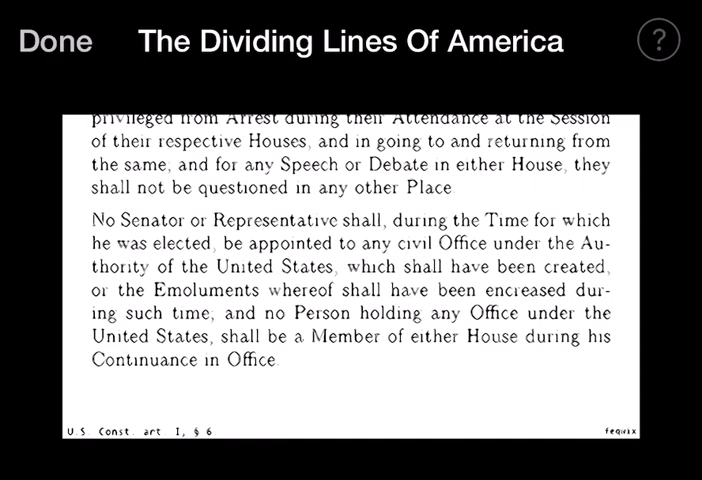 Done The Dividing Lines Of America ?
privileged from Arrest during their Attendance at the Session
of their respective Houses, and in going to and returning from
the same; and for any Speech or Debate in either House, they
shall not be questioned in any other Place.
No Senator or Representative shall, during the Time for which
he was elected, be appointed to any civil Office under the Au-
thority of the United States, which shall have been created,
or the Emoluments whereof shall have been encreased dur-
ing such time; and no Person holding any Office under the
United States, shall be a Member of either House during his
Continuance in Office.
U.S. Const. art. I, § 6.